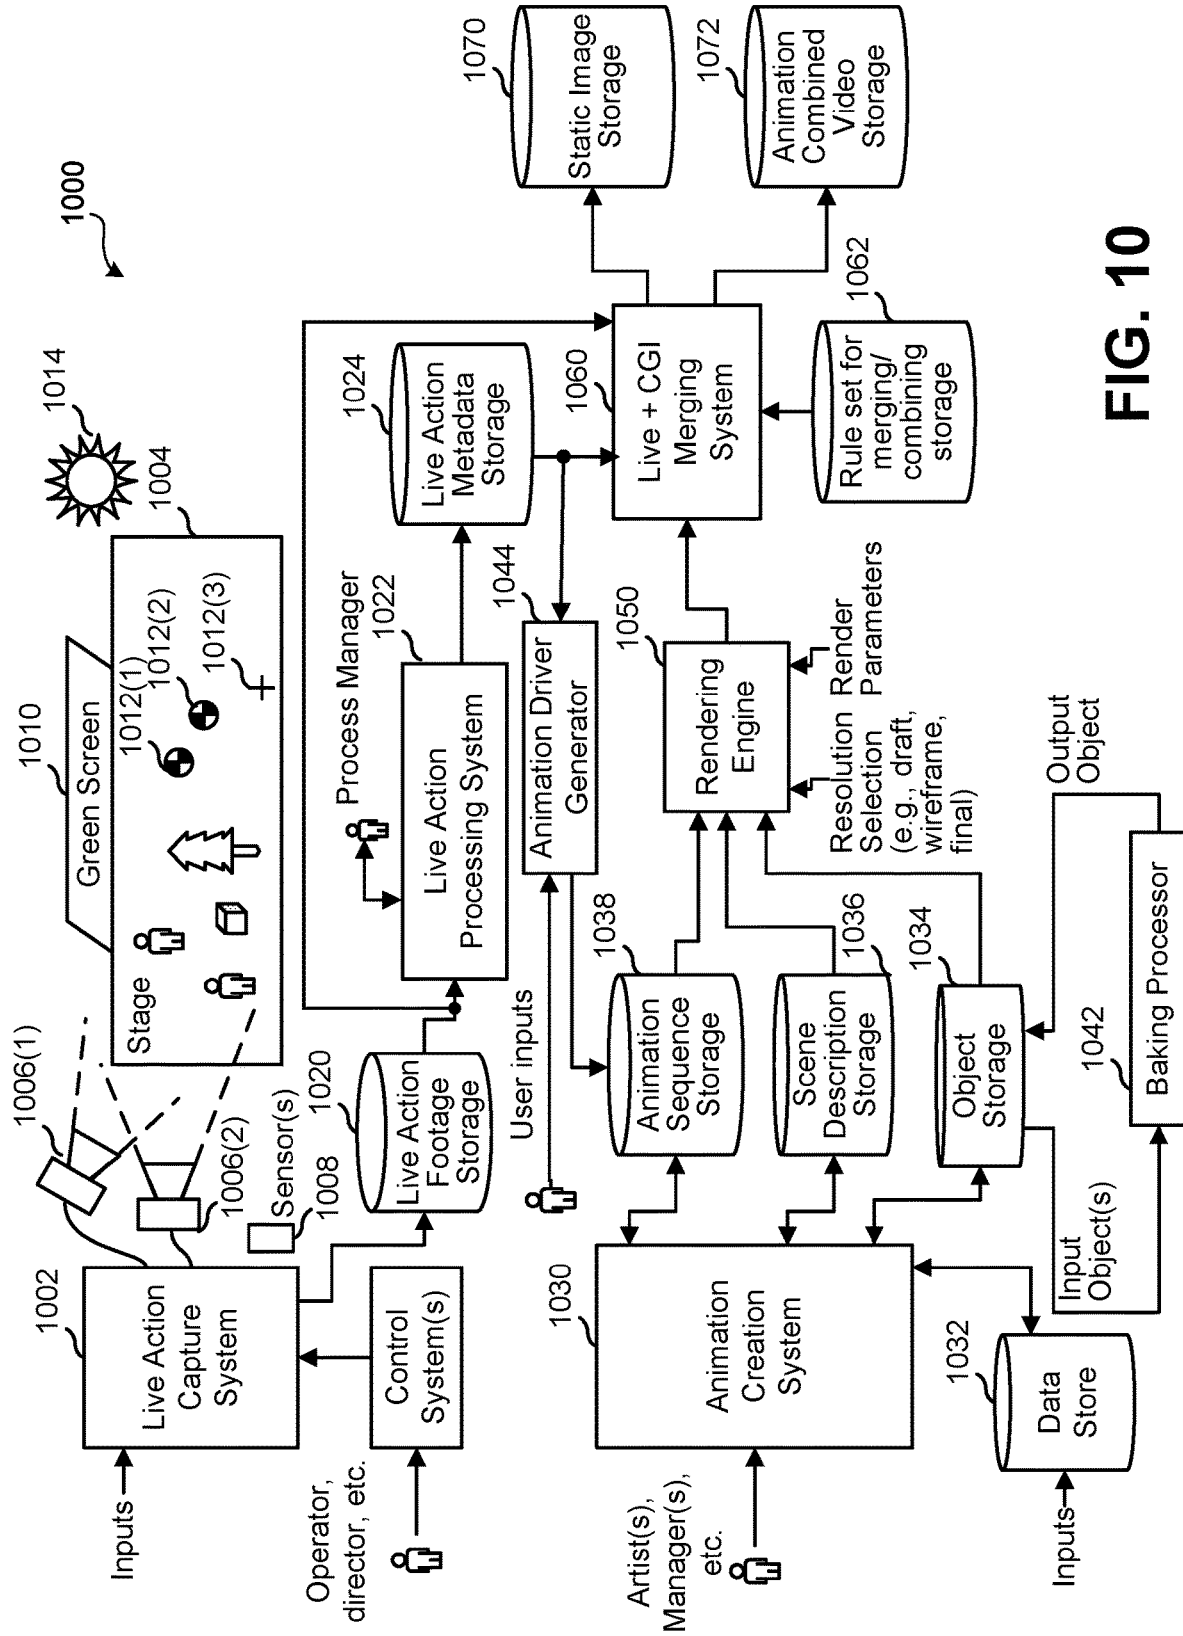 1000
1014
1010
Green Screen
1004
Stage
1012(1)
1012(2)
1012(3)
1006(1)
1006(2)
Sensor(s)
1008
1002
Live Action
Capture
System
Inputs
Control
System(s)
Operator,
director, etc.
1020
Live Action
Footage
Storage
Process Manager
1022
Live Action
Processing System
1024
Live Action
Metadata
Storage
1044
Animation Driver
Generator
User inputs
1070
Static Image
Storage
1072
Animation
Combined
Video
Storage
1060
Live + CGI
Merging
System
1062
Rule set for
merging/
combining
storage
1050
Rendering
Engine
Render
Parameters
Resolution
Selection
(e.g., draft,
wireframe,
final)
1038
Animation
Sequence
Storage
1036
Scene
Description
Storage
1034
Object
Storage
1030
Animation
Creation
System
Artist(s),
Manager(s),
etc.
1032
Data
Store
Inputs
Input
Object(s)
1042
Baking Processor
Output
Object
FIG. 10